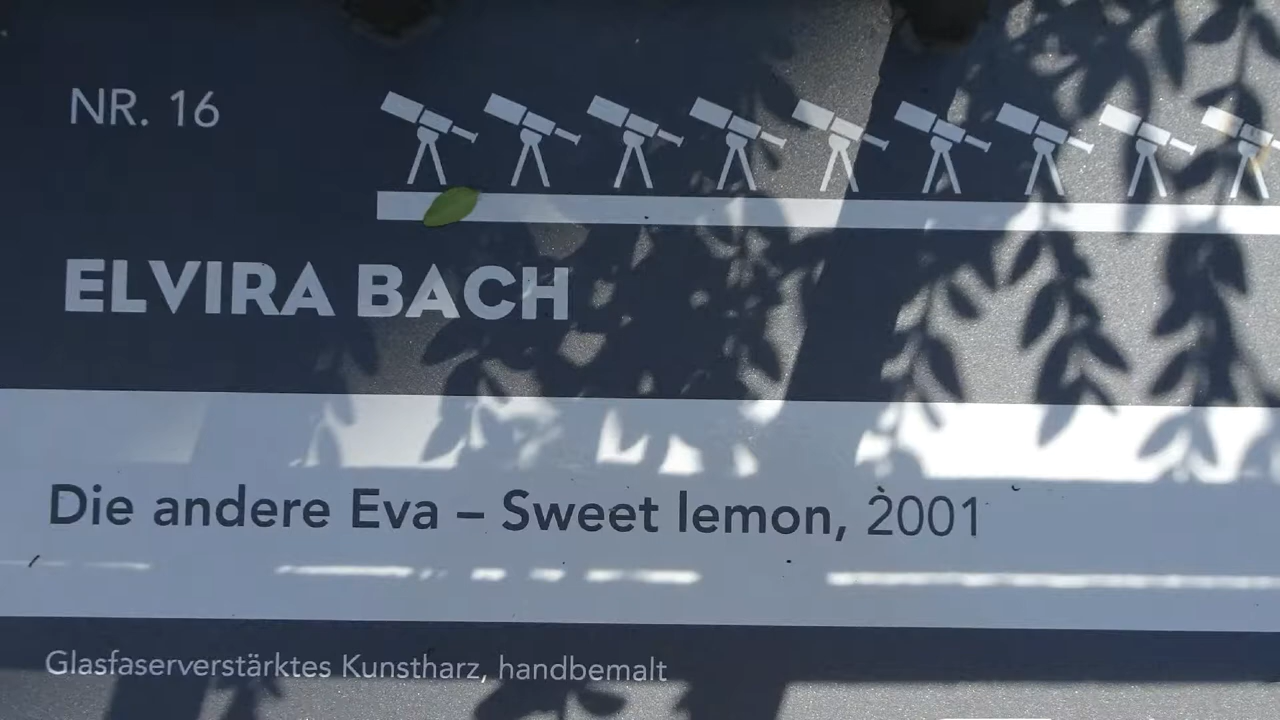 NR. 16
ELVIRA BACH
Die andere Eva – Sweet lemon, 2001
Glasfaserverstärktes Kunstharz, handbemalt